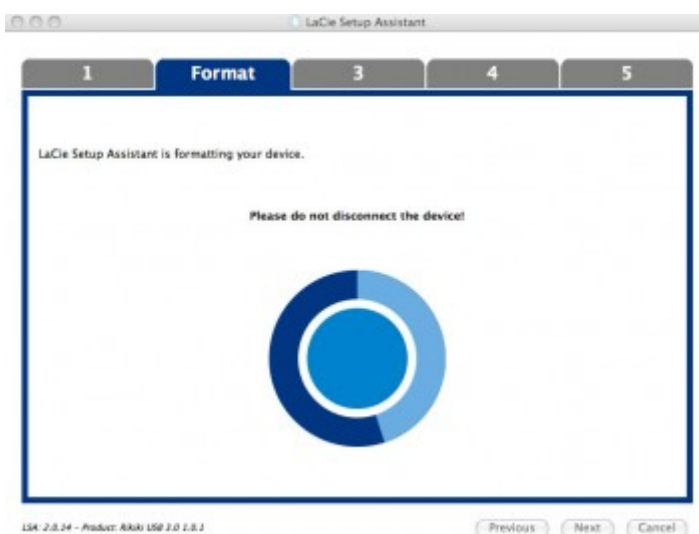 LaCie Setup Assistant
1 Format 3 4 5
LaCie Setup Assistant is formatting your device.
Please do not disconnect the device!
LSA: 2.0.14 - Product: Rikiki USB 3.0 1.0.1
Previous Next Cancel